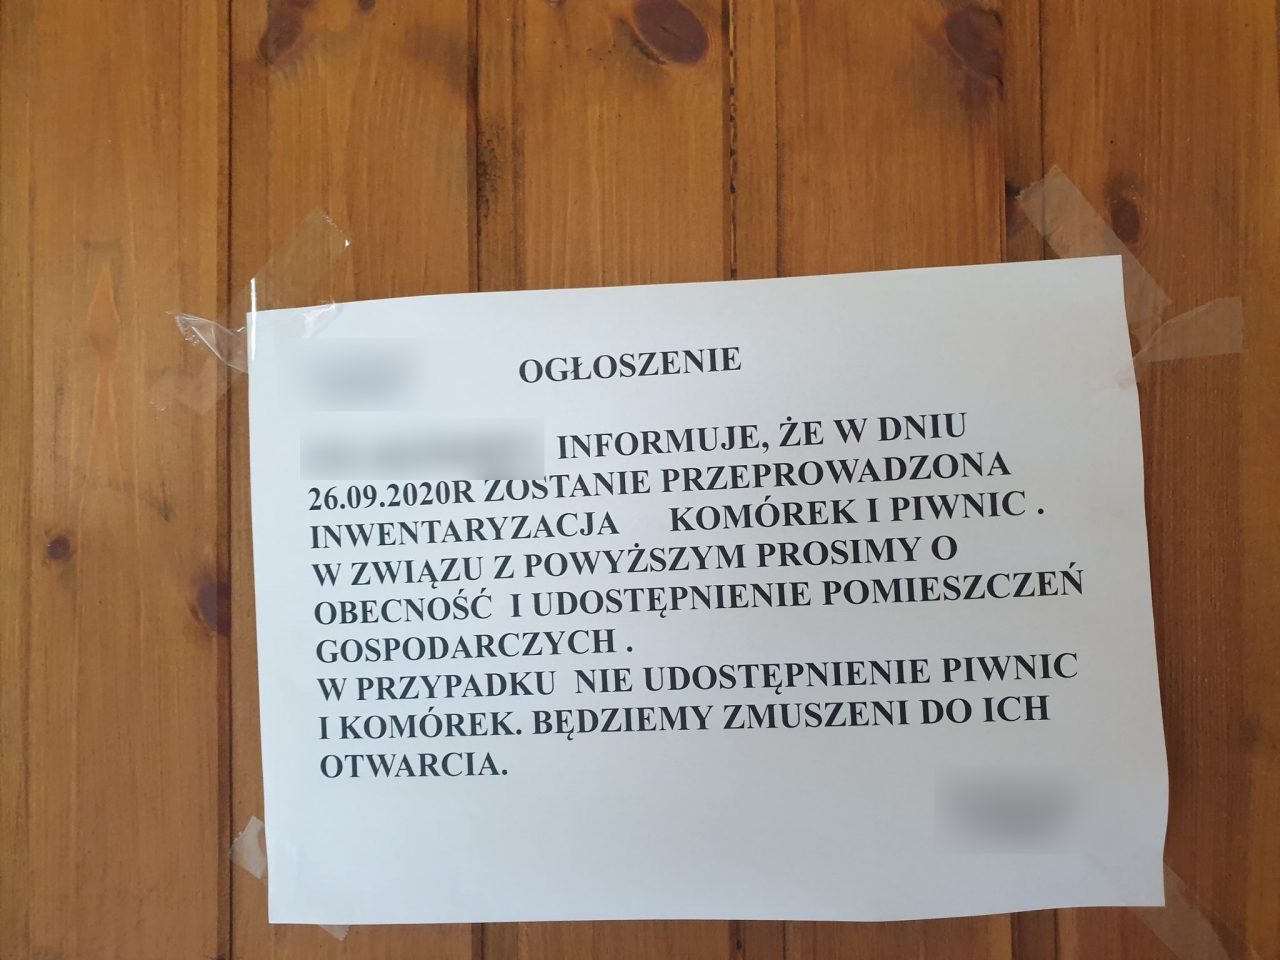 OGŁOSZENIE
INFORMUJE, ŻE W DNIU
26.09.2020R ZOSTANIE PRZEPROWADZONA
INWENTARYZACJA KOMÓREK I PIWNIC .
W ZWIĄZU Z POWYŻSZYM PROSIMY O
OBECNOŚĆ I UDOSTĘPNIENIE POMIESZCZEŃ
GOSPODARCZYCH .
W PRZYPADKU NIE UDOSTĘPNIENIE PIWNIC
I KOMÓREK. BĘDZIEMY ZMUSZENI DO ICH
OTWARCIA.